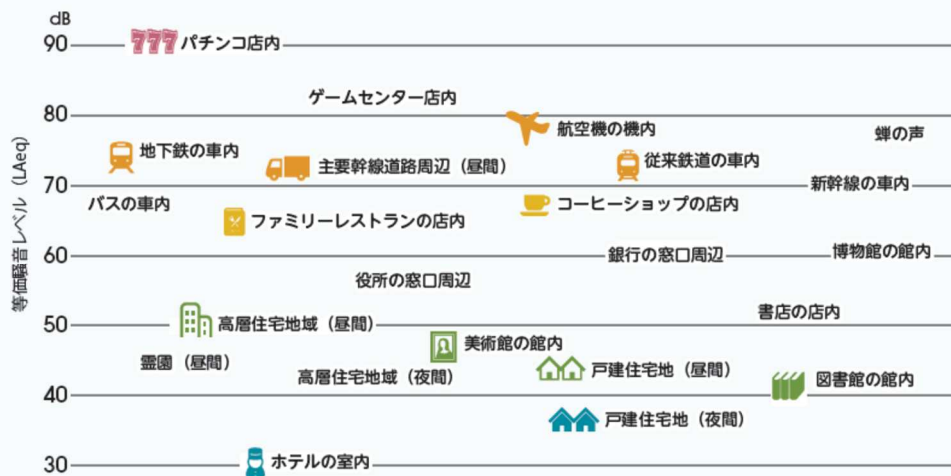 dB
90
777 パチンコ店内
ゲームセンター店内
80
航空機の機内
蝉の声
地下鉄の車内
主要幹線道路周辺（昼間）
従来鉄道の車内
70
新幹線の車内
バスの車内
ファミリーレストランの店内
コーヒーショップの店内
60
銀行の窓口周辺
博物館の館内
役所の窓口周辺
書店の店内
50
高層住宅地域（昼間）
霊園（昼間）
美術館の館内
高層住宅地域（夜間）
戸建住宅地（昼間）
図書館の館内
40
戸建住宅地（夜間）
30
ホテルの室内
等価騒音レベル（LAeq）